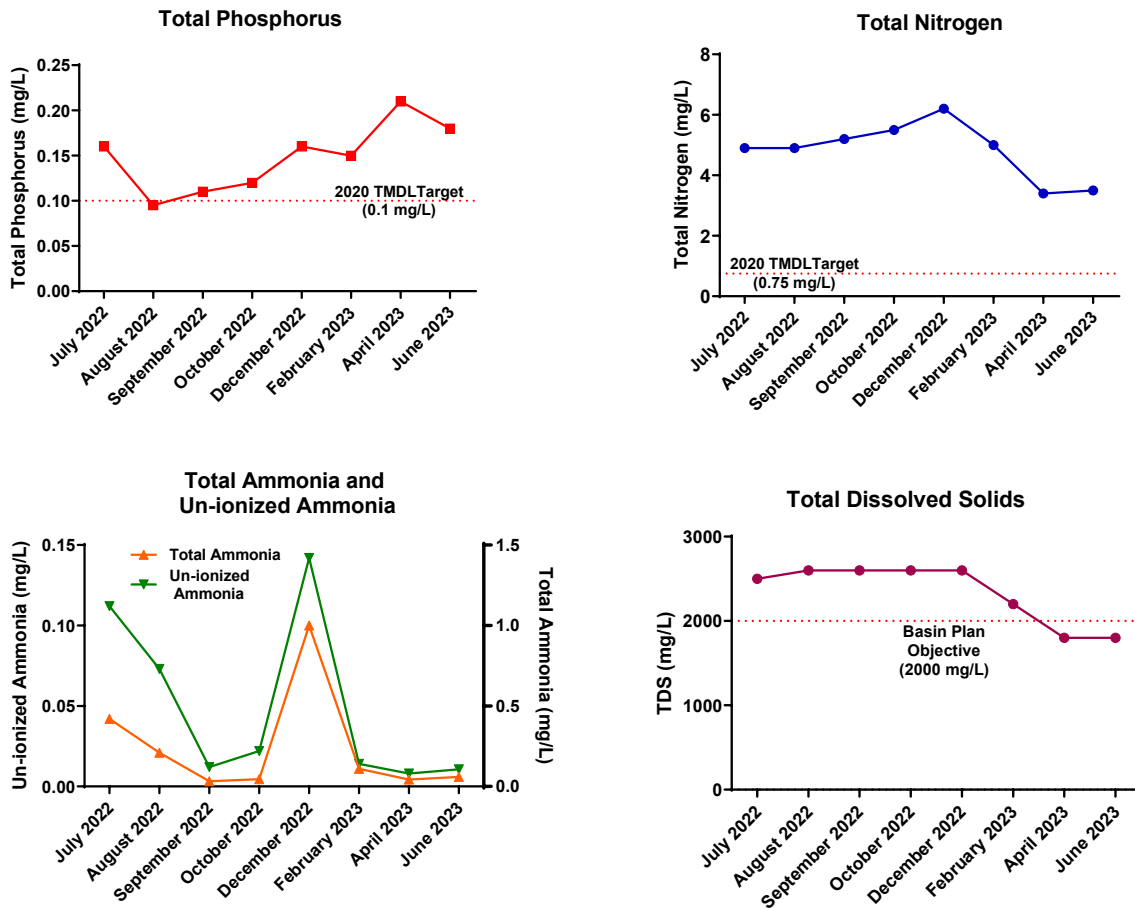 Total Phosphorus
Total Phosphorus (mg/L)
0.25
0.20
0.15
0.10
0.05
0.00
2020 TMDLTarget
(0.1 mg/L)
July 2022
August 2022
September 2022
October 2022
December 2022
February 2023
April 2023
June 2023
Total Nitrogen
Total Nitrogen (mg/L)
8
6
4
2
0
2020 TMDLTarget
(0.75 mg/L)
July 2022
August 2022
September 2022
October 2022
December 2022
February 2023
April 2023
June 2023
Total Ammonia and
Un-ionized Ammonia
Un-ionized Ammonia (mg/L)
0.15
0.10
0.05
0.00
Total Ammonia
Un-ionized
Ammonia
1.5
1.0
0.5
0.0
Total Ammonia (mg/L)
July 2022
August 2022
September 2022
October 2022
December 2022
February 2023
April 2023
June 2023
Total Dissolved Solids
TDS (mg/L)
3000
2000
1000
0
Basin Plan
Objective
(2000 mg/L)
July 2022
August 2022
September 2022
October 2022
December 2022
February 2023
April 2023
June 2023